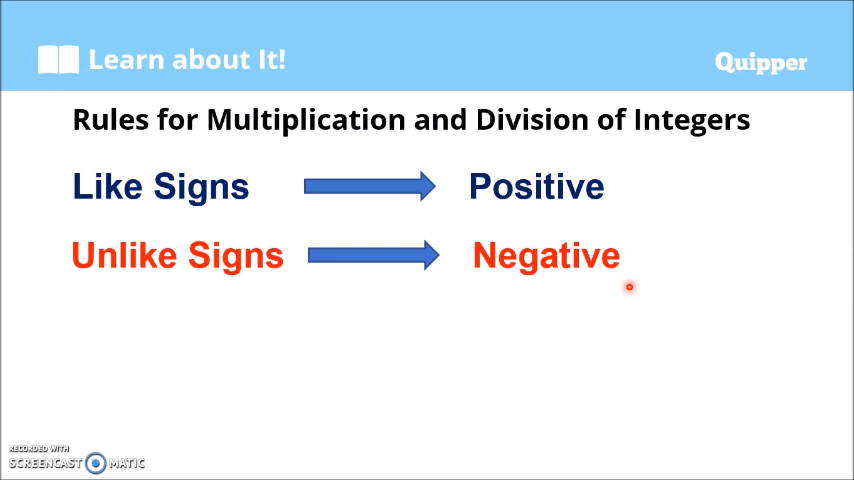 Learn about It!
Quipper
Rules for Multiplication and Division of Integers
Like Signs Positive
Unlike Signs Negative
RECORDED WITH
SCREENCAST MATIC